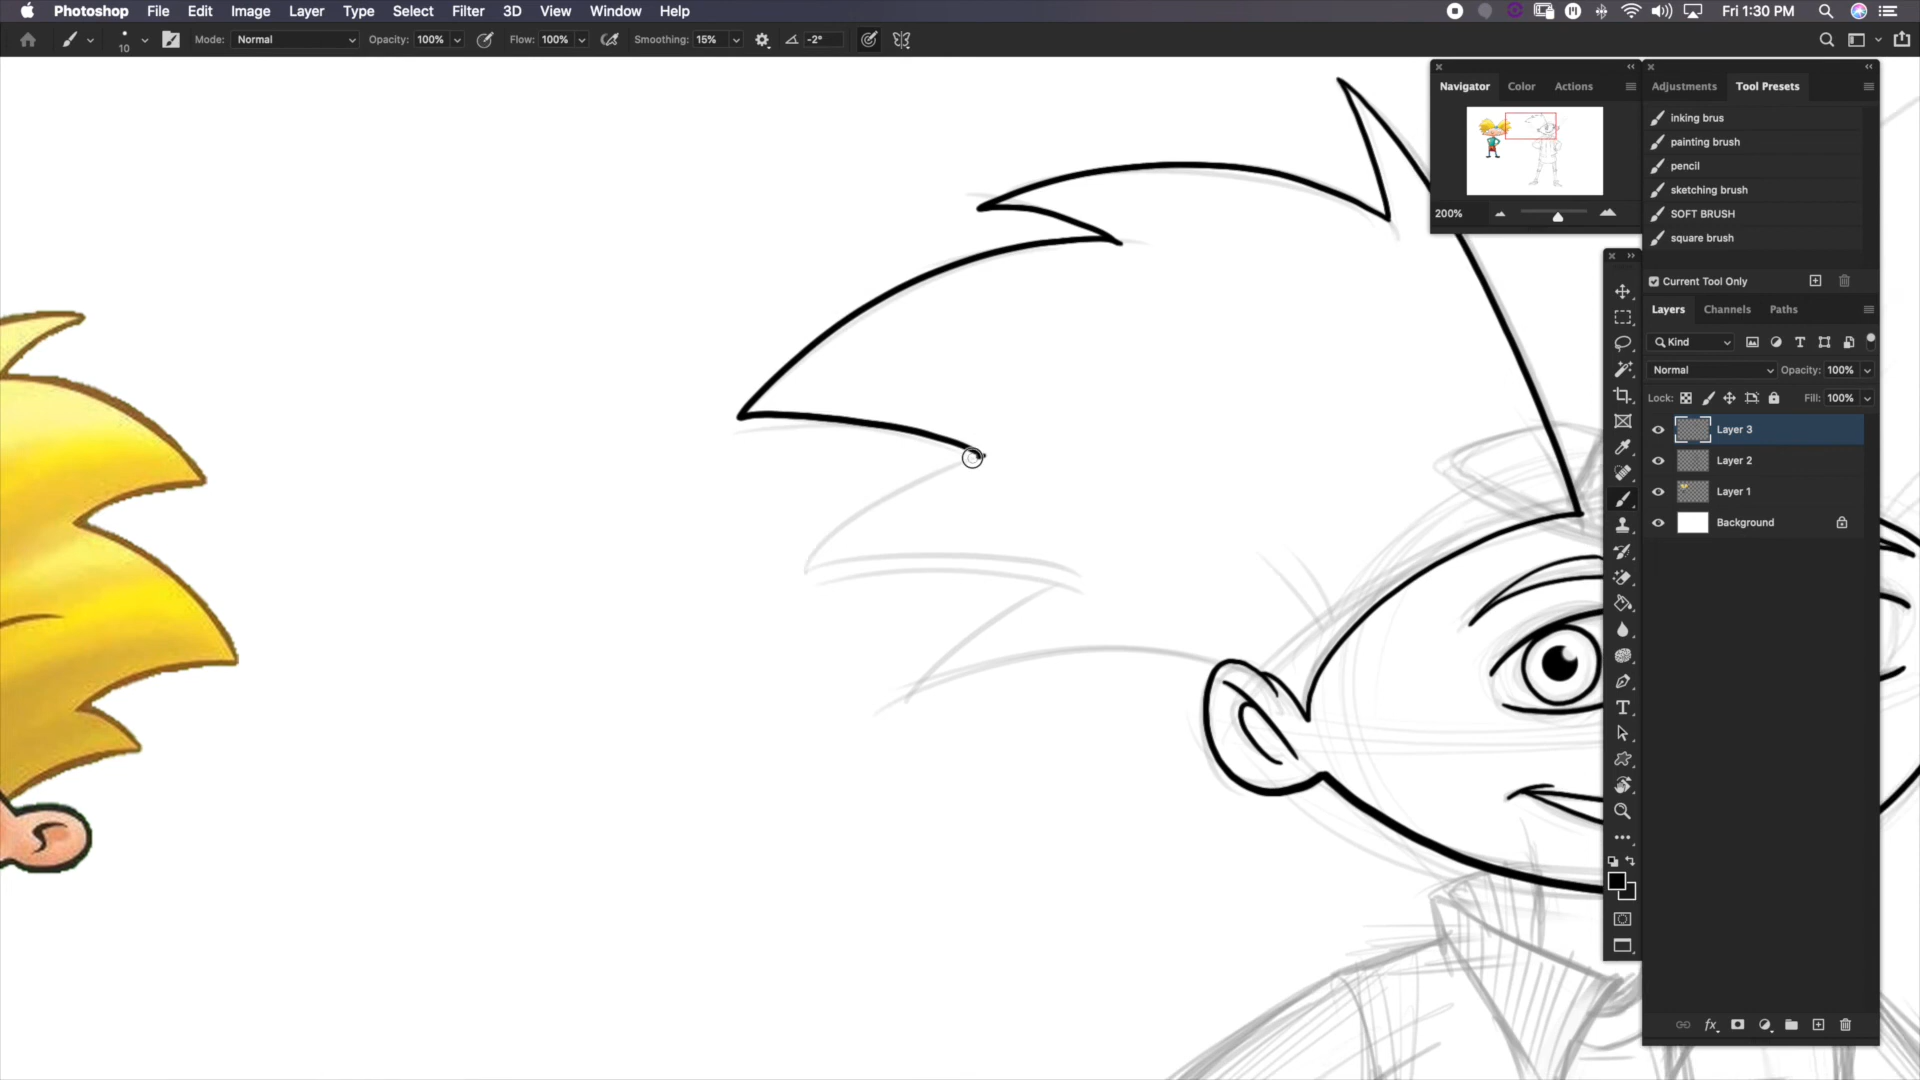 Photoshop File Edit Image Layer Type Select Filter 3D View Window Help Fri 1:30 PM
10 Mode: Normal Opacity: 100% Flow: 100% Smoothing: 15% -2°
Navigator Color Actions
200%
Adjustments Tool Presets
inking brus
painting brush
pencil
sketching brush
SOFT BRUSH
square brush
Current Tool Only
Layers Channels Paths
Kind
Normal Opacity: 100%
Lock: Fill: 100%
Layer 3
Layer 2
Layer 1
Background
fx